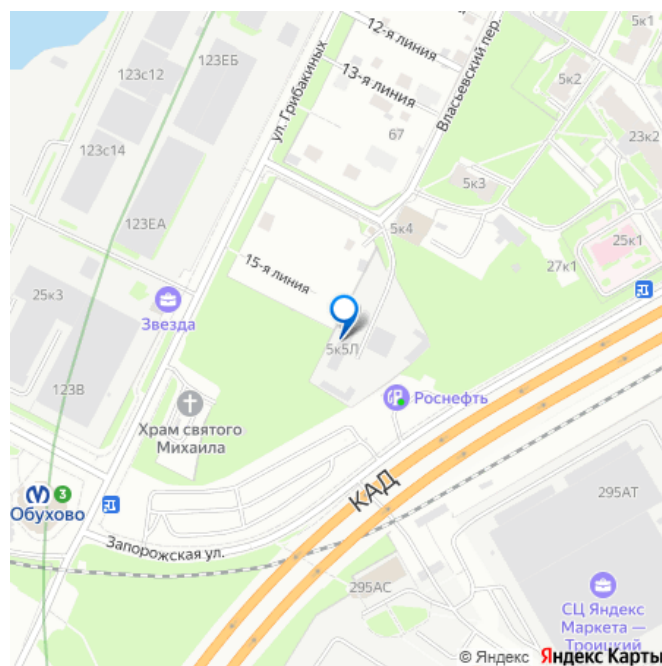 12-я линия
13-я линия
ул. Грибакиных
Власьевский пер.
5к1
5к2
123с12
123ЕБ
67
23к2
123с14
5к3
5к4
123ЕА
25к1
27к1
15-я линия
25к3
Звезда
5к5Л
123В
Роснефть
Храм святого
Михаила
КАД
295АТ
3
Обухово
Запорожская ул.
295АС
СЦ Яндекс
Маркета —
Троицкий
© Яндекс Яндекс Карты